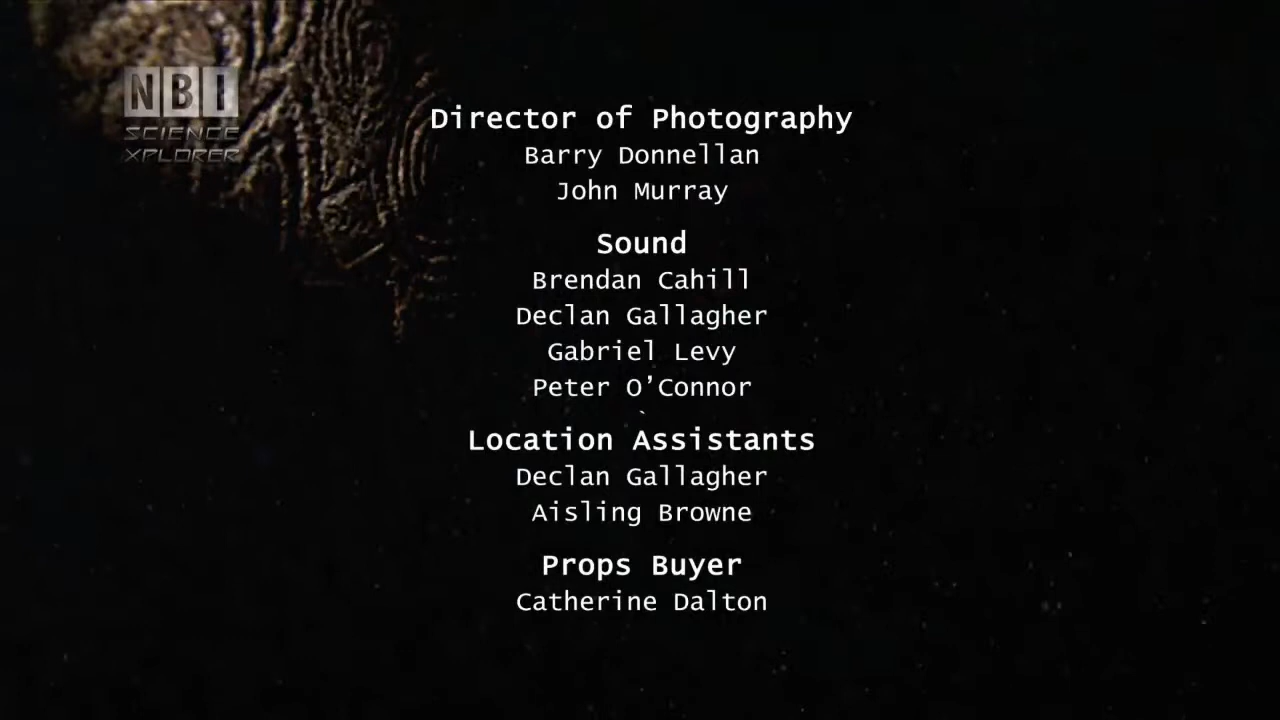 NBI
SCIENCE
XPLORER
Director of Photography
Barry Donnellan
John Murray
Sound
Brendan Cahill
Declan Gallagher
Gabriel Levy
Peter O’Connor
Location Assistants
Declan Gallagher
Aisling Browne
Props Buyer
Catherine Dalton